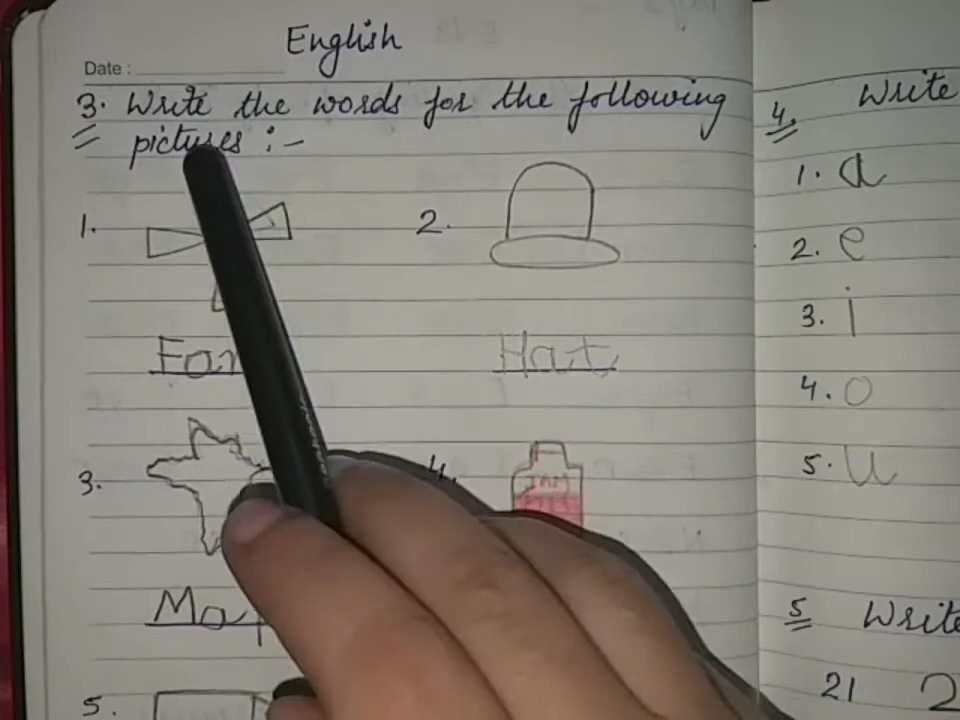 English
Date :
3. Write the words for the following
pictures :-
1.
2.
Hat
3.
4.
JAM
5.
4. Write
1. a
2. e
3. i
4. o
5. u
5 Write
21 2